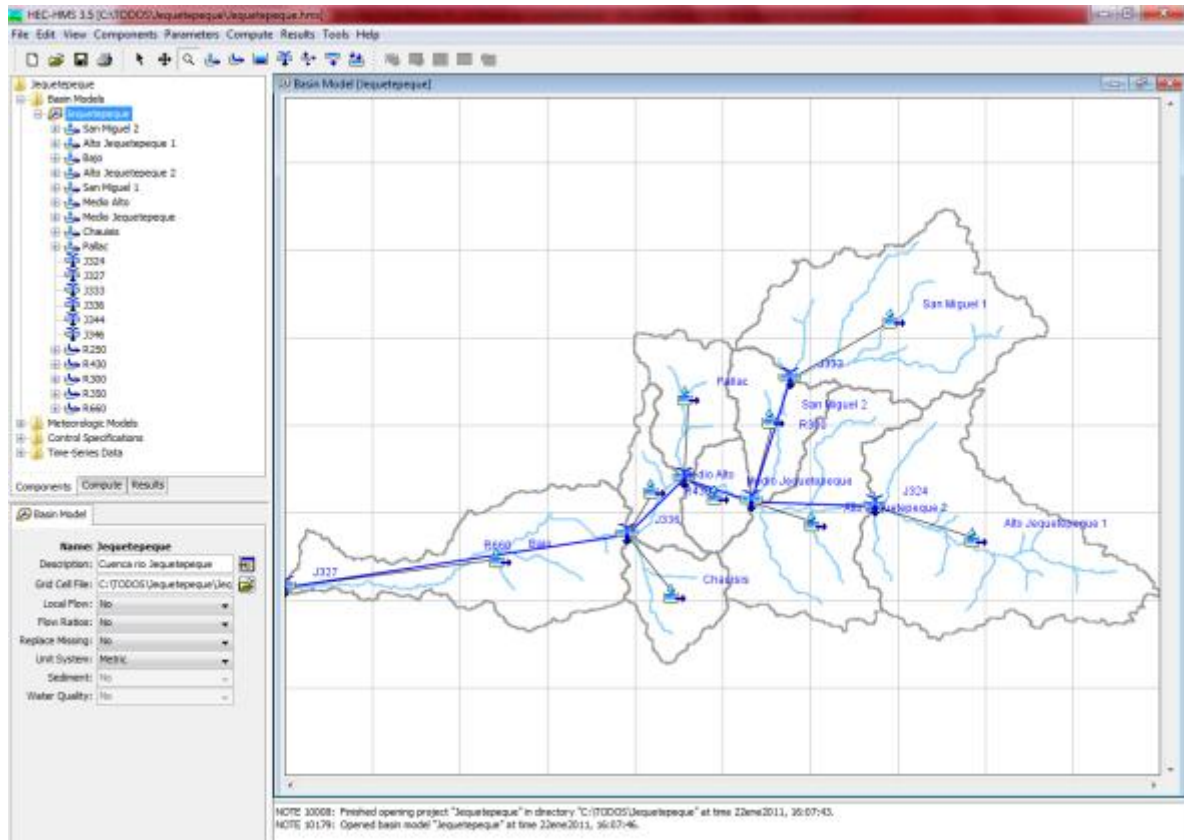 HEC-HMS 3.5 [C:\TODOS\Jequetepeque\Jequetepeque.hms]
File Edit View Components Parameters Compute Results Tools Help
Jequetepeque
Basin Models
Jequetepeque
San Miguel 2
Alto Jequetepeque 1
Bajo
Alto Jequetepeque 2
San Miguel 1
Medio Alto
Medio Jequetepeque
Chausis
Pallac
J324
J327
J333
J336
J344
J346
R250
R430
R300
R350
R660
Meteorologic Models
Control Specifications
Time-Series Data
Components Compute Results
Basin Model
Name: Jequetepeque
Description: Cuenca rio Jequetepeque
Grid Cell File: C:\TODOS\Jequetepeque\Jec
Local Flow: No
Flow Ratios: No
Replace Missing: No
Unit System: Metric
Sediment: No
Water Quality: No
Basin Model [Jequetepeque]
San Miguel 1
J333
Pallac
San Miguel 2
Medio Alto
Medio Jequetepeque
J324
Alto Jequetepeque 1
J336
R660
Bajo
Chausis
J327
NOTE 10008: Finished opening project "Jequetepeque" in directory "C:\TODOS\Jequetepeque" at time 22ene2011, 16:07:43.
NOTE 10179: Opened basin model "Jequetepeque" at time 22ene2011, 16:07:46.